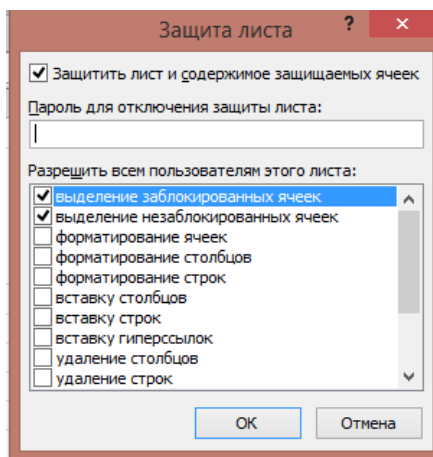 Защита листа ? ×
Защитить лист и содержимое защищаемых ячеек
Пароль для отключения защиты листа:
Разрешить всем пользователям этого листа:
выделение заблокированных ячеек
выделение незаблокированных ячеек
форматирование ячеек
форматирование столбцов
форматирование строк
вставку столбцов
вставку строк
вставку гиперссылок
удаление столбцов
удаление строк
ОК Отмена